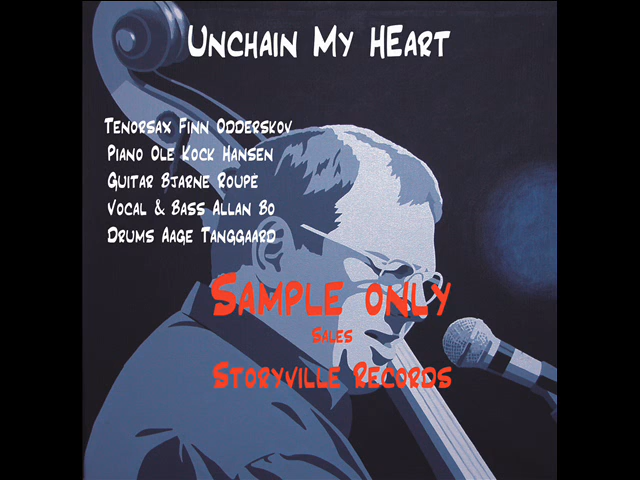 Unchain My Heart
Tenorsax Finn Odderskov
Piano Ole Kock Hansen
Guitar Bjarne Roupè
Vocal & Bass Allan Bo
Drums Aage Tanggaard
Sample only
Sales
Storyville Records